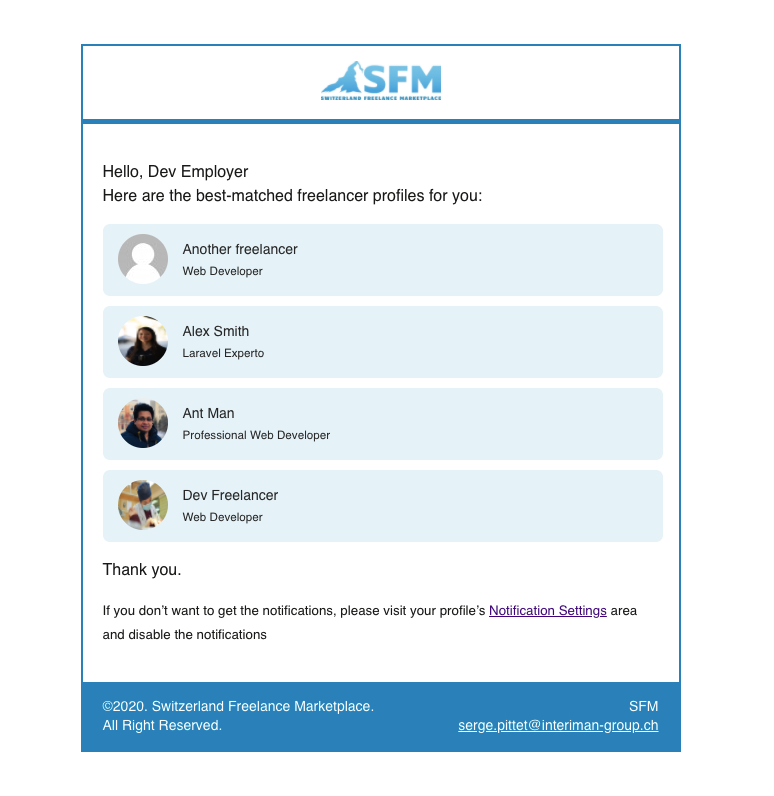 SFM
SWITZERLAND FREELANCE MARKETPLACE
Hello, Dev Employer
Here are the best-matched freelancer profiles for you:
Another freelancer
Web Developer
Alex Smith
Laravel Experto
Ant Man
Professional Web Developer
Dev Freelancer
Web Developer
Thank you.
If you don’t want to get the notifications, please visit your profile’s Notification Settings area
and disable the notifications
©2020. Switzerland Freelance Marketplace.
All Right Reserved.
SFM
serge.pittet@interiman-group.ch